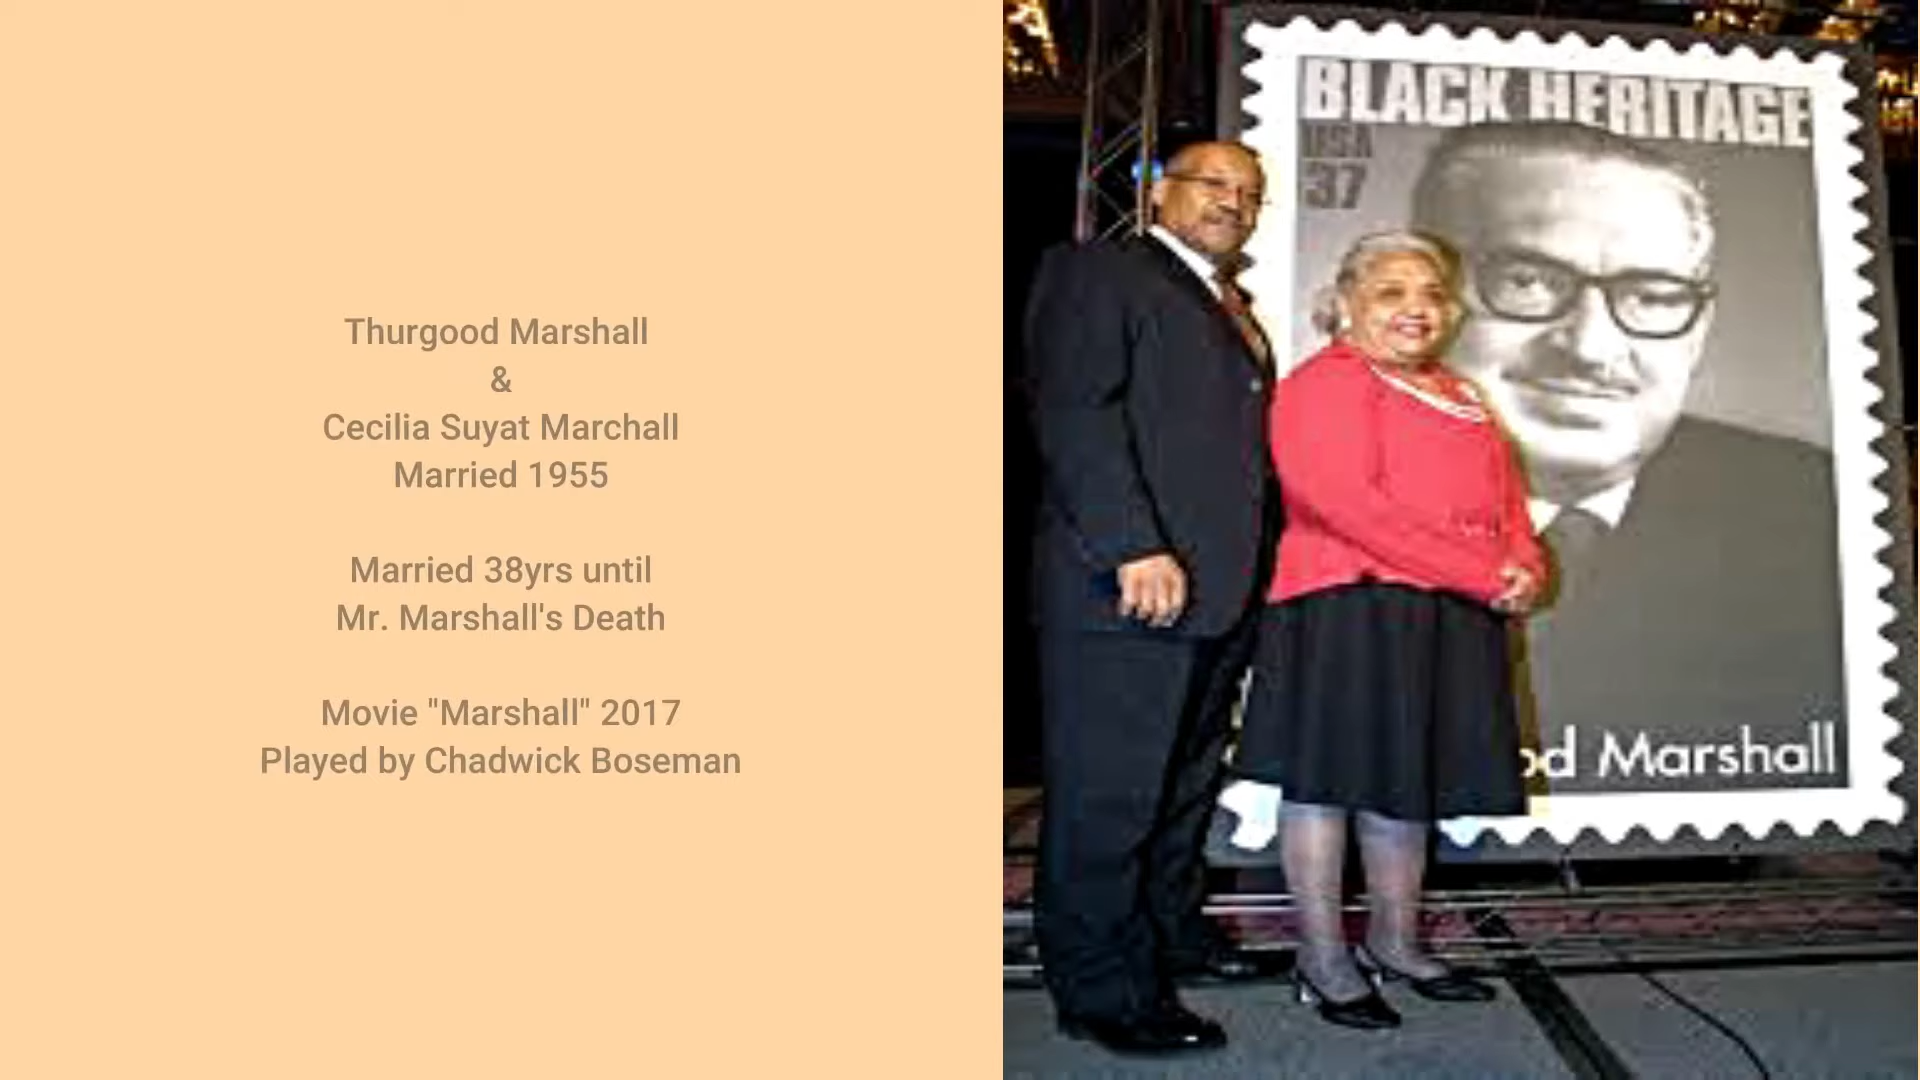 Thurgood Marshall
&
Cecilia Suyat Marchall
Married 1955
Married 38yrs until
Mr. Marshall's Death
Movie "Marshall" 2017
Played by Chadwick Boseman
BLACK HERITAGE
USA
37
od Marshall